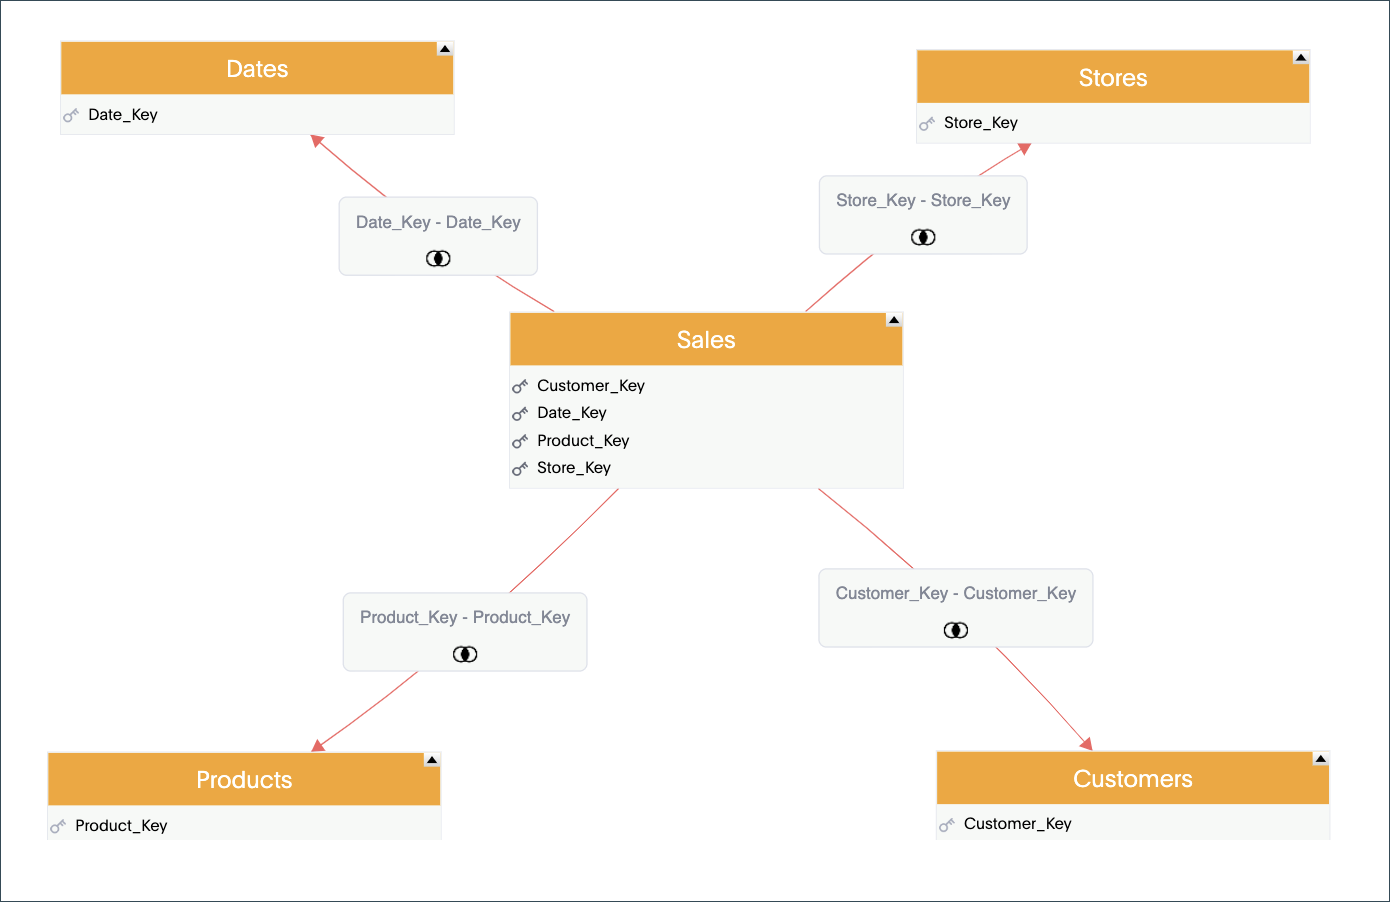 Dates
Date_Key
Stores
Store_Key
Date_Key - Date_Key
Store_Key - Store_Key
Sales
Customer_Key
Date_Key
Product_Key
Store_Key
Product_Key - Product_Key
Customer_Key - Customer_Key
Products
Product_Key
Customers
Customer_Key